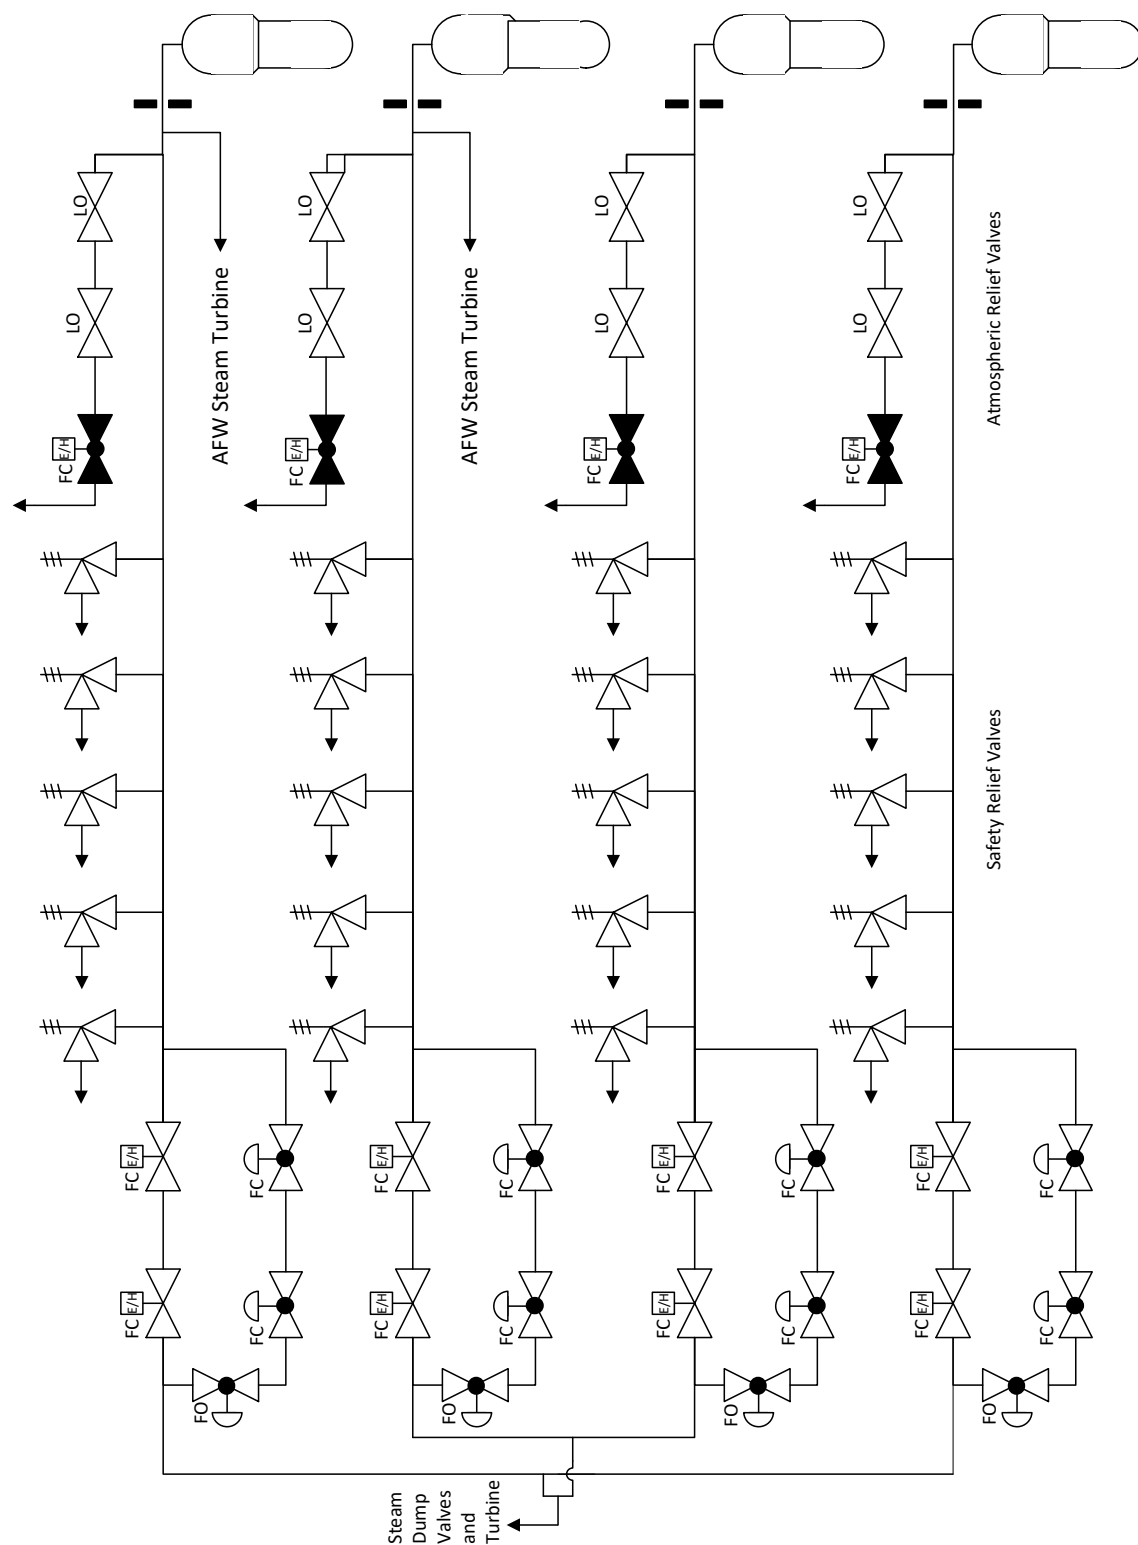 LO
LO
LO
LO
LO
LO
LO
LO
AFW Steam Turbine
AFW Steam Turbine
Atmospheric Relief Valves
FC E/H
FC E/H
FC E/H
FC E/H
Safety Relief Valves
FC E/H
FC
FC E/H
FC
FC E/H
FC
FC E/H
FC
FC E/H
FC
FC E/H
FC
FC E/H
FC
FC E/H
FC
FO
FO
FO
FO
Steam
Dump
Valves
and
Turbine